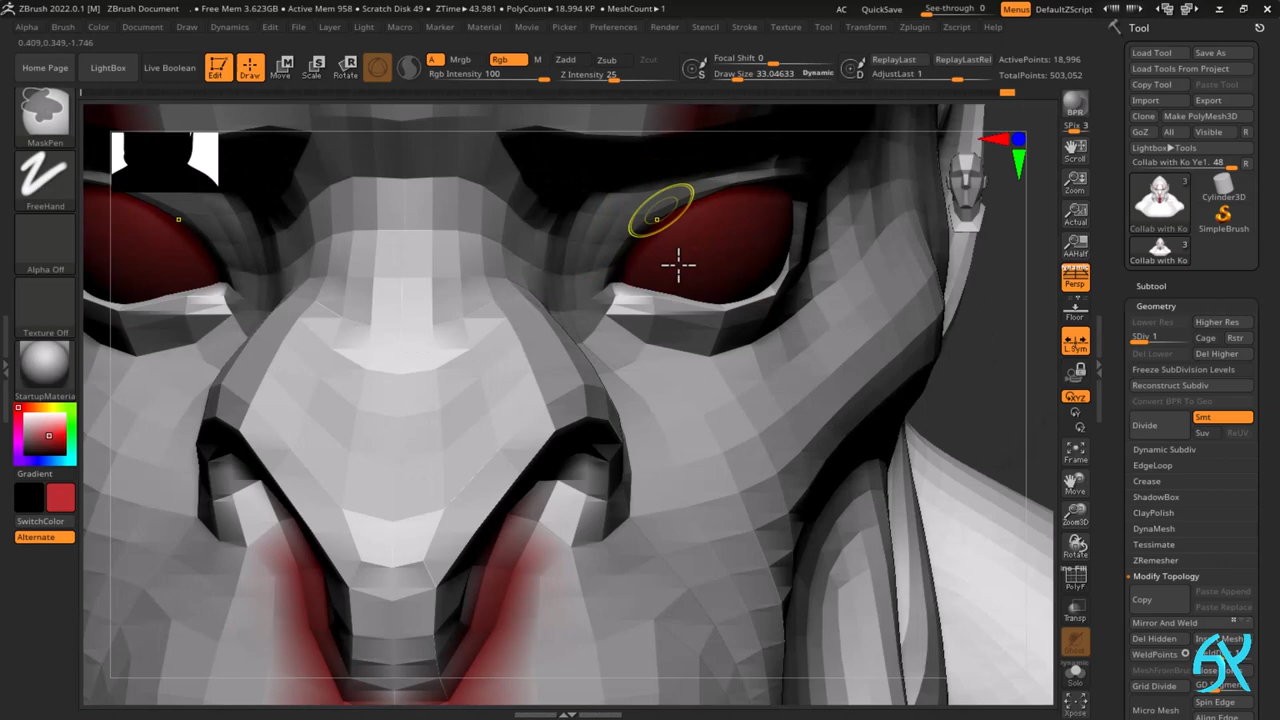 ZBrush 2022.0.1 [M] ZBrush Document . • Free Mem 3.623GB • Active Mem 958 • Scratch Disk 49 • ZTime▸43.981 • PolyCount▸18.994 KP • MeshCount▸1 AC QuickSave See-through 0 Menus DefaultZScript
Alpha Brush Color Document Draw Dynamics Edit File Layer Light Macro Marker Material Movie Picker Preferences Render Stencil Stroke Texture Tool Transform Zplugin Zscript Help
0.409,0.349,-1.746
Home Page LightBox Live Boolean Edit Draw Move Scale Rotate
A Mrgb Rgb M Zadd Zsub Zcut
Rgb Intensity 100 Z Intensity 25
Focal Shift 0
Draw Size 33.04633 Dynamic
S
D
ReplayLast ReplayLastRel
AdjustLast 1
ActivePoints: 18,996
TotalPoints: 503,052
MaskPen
FreeHand
Alpha Off
Texture Off
StartupMateria
Gradient
SwitchColor
Alternate
BPR
SPix 3
Scroll
Zoom
Actual
AAHalf
Persp
Floor
L.Sym
XYZ
Frame
Move
Zoom3D
Rotate
PolyF
Transp
Ghost
Dynamic
Solo
Xpose
Tool
Load Tool Save As
Load Tools From Project
Copy Tool Paste Tool
Import Export
Clone Make PolyMesh3D
GoZ All Visible R
Lightbox▸Tools
Collab with Ko Ye1. 48 R
3
Cylinder3D
SimpleBrush
3
Collab with Ko
Collab with Ko
Subtool
Geometry
Lower Res Higher Res
SDiv 1 Cage Rstr
Del Lower Del Higher
Freeze SubDivision Levels
Reconstruct Subdiv
Convert BPR To Geo
Divide Smt
Suv ReUV
Dynamic Subdiv
EdgeLoop
Crease
ShadowBox
ClayPolish
DynaMesh
Tessimate
ZRemesher
Modify Topology
Copy Paste Append
Paste Replace
Mirror And Weld
Del Hidden
WeldPoints
Grid Divide
Micro Mesh Spin Edge